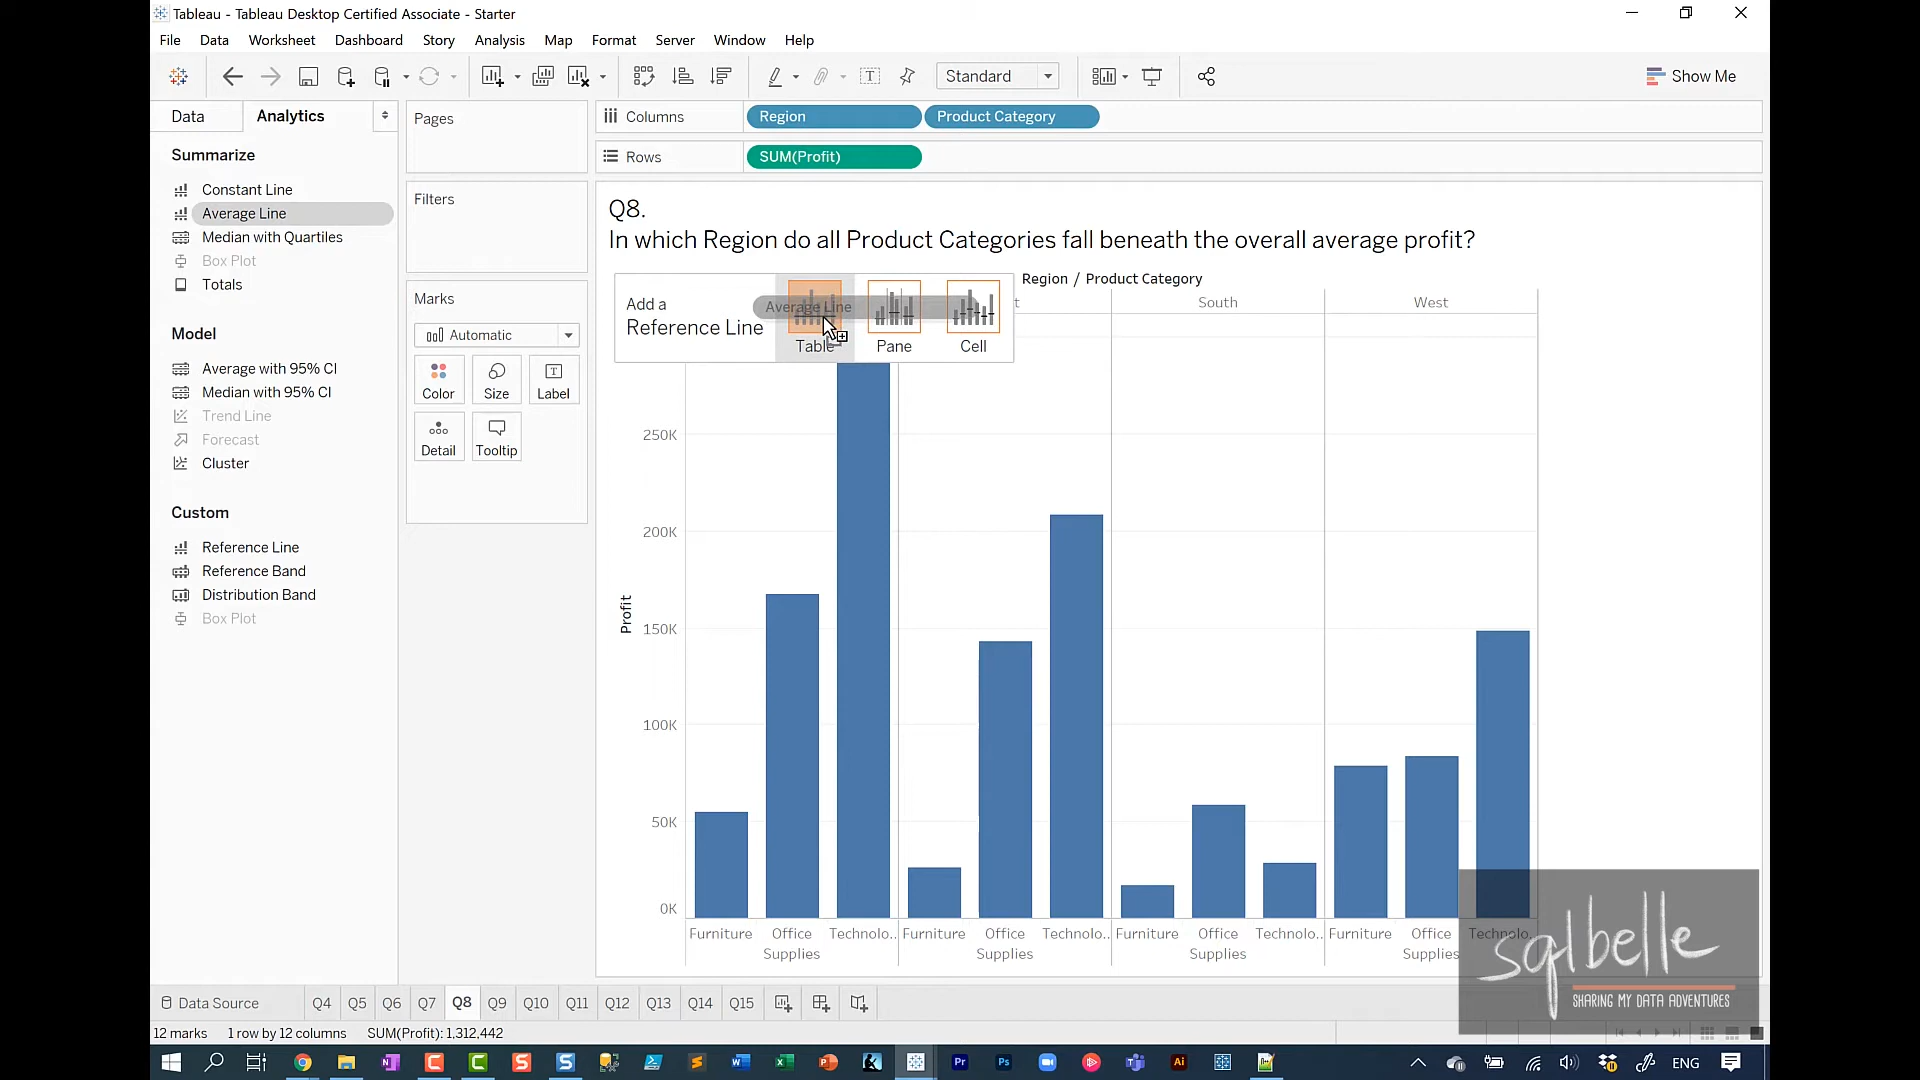 Tableau - Tableau Desktop Certified Associate - Starter
File Data Worksheet Dashboard Story Analysis Map Format Server Window Help
Standard
Show Me
Data
Analytics
Summarize
Constant Line
Average Line
Median with Quartiles
Box Plot
Totals
Model
Average with 95% CI
Median with 95% CI
Trend Line
Forecast
Cluster
Custom
Reference Line
Reference Band
Distribution Band
Box Plot
Pages
Filters
Marks
Automatic
Color Size Label
Detail Tooltip
Columns Region Product Category
Rows SUM(Profit)
Q8.
In which Region do all Product Categories fall beneath the overall average profit?
Region / Product Category
t South West
Add a
Reference Line
Average Line
Table Pane Cell
Profit
250K
200K
150K
100K
50K
0K
Furniture Office Technolo.. Furniture Office Technolo.. Furniture Office Technolo.. Furniture Office Technolo..
Supplies Supplies Supplies Supplies
sqlbelle
SHARING MY DATA ADVENTURES
Data Source Q4 Q5 Q6 Q7 Q8 Q9 Q10 Q11 Q12 Q13 Q14 Q15
12 marks 1 row by 12 columns SUM(Profit): 1,312,442
ENG